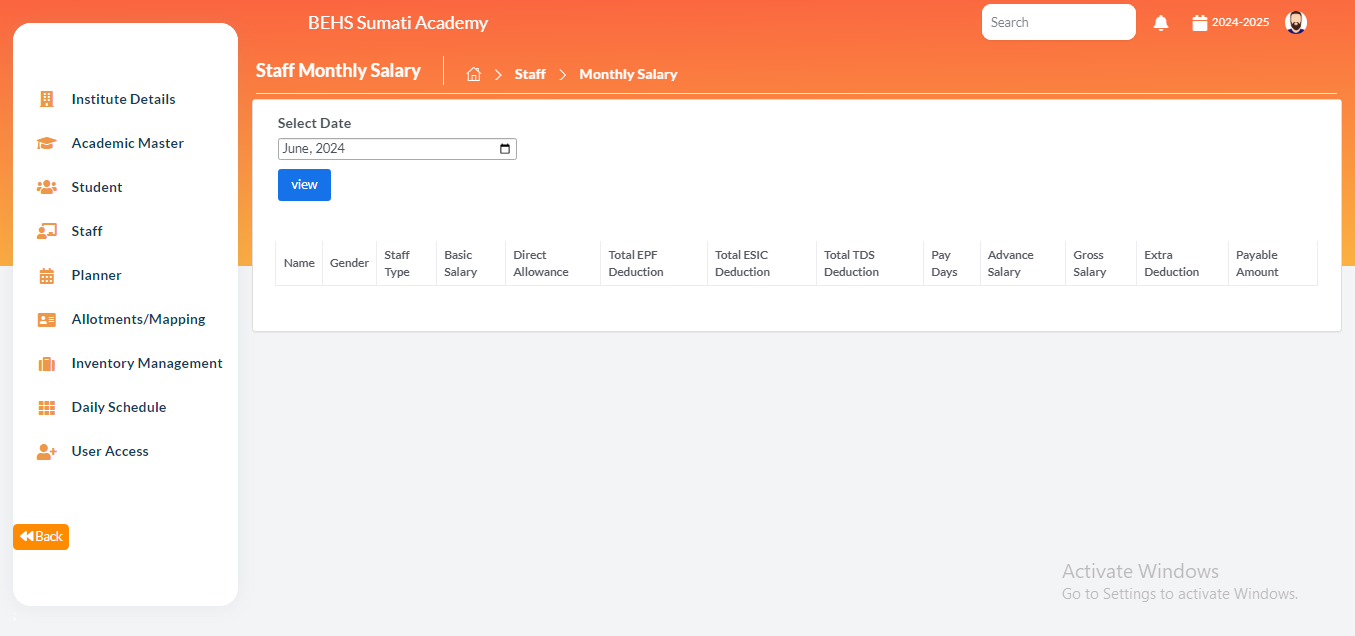 BEHS Sumati Academy
Search
2024-2025
Staff Monthly Salary
Staff
Monthly Salary
Institute Details
Academic Master
Student
Staff
Planner
Allotments/Mapping
Inventory Management
Daily Schedule
User Access
Back
Select Date
June, 2024
view
Name
Gender
Staff
Type
Basic
Salary
Direct
Allowance
Total EPF
Deduction
Total ESIC
Deduction
Total TDS
Deduction
Pay
Days
Advance
Salary
Gross
Salary
Extra
Deduction
Payable
Amount
Activate Windows
Go to Settings to activate Windows.